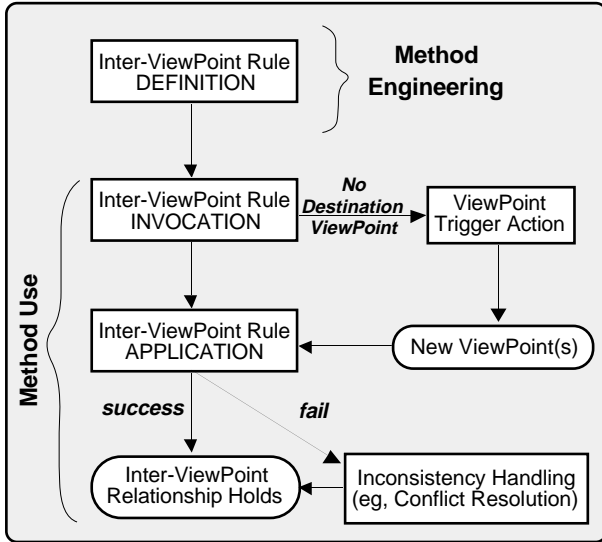 Inter-ViewPoint Rule
DEFINITION
Method
Engineering
Inter-ViewPoint Rule
INVOCATION
No
Destination
ViewPoint
ViewPoint
Trigger Action
Method Use
Inter-ViewPoint Rule
APPLICATION
New ViewPoint(s)
success
fail
Inter-ViewPoint
Relationship Holds
Inconsistency Handling
(eg, Conflict Resolution)